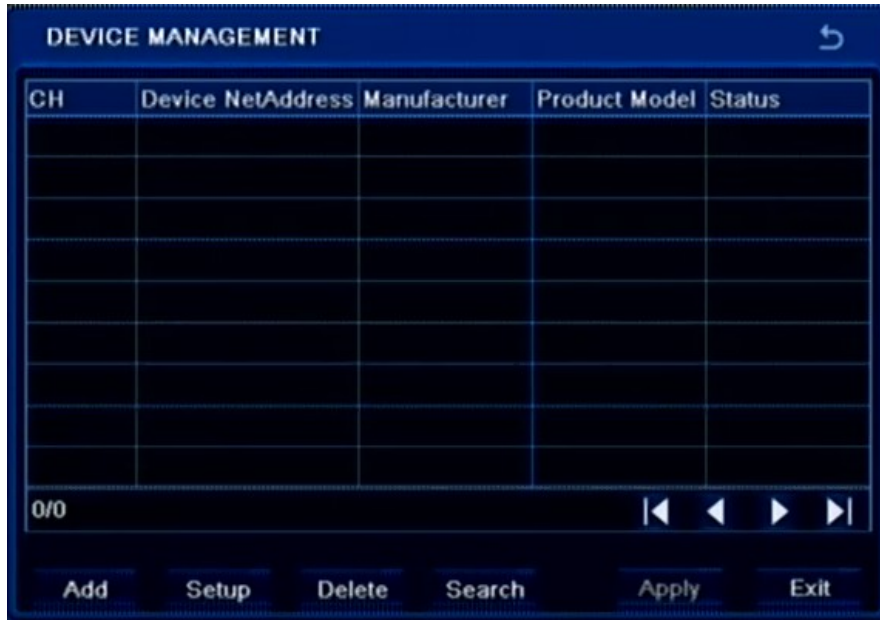 DEVICE MANAGEMENT
CH Device NetAddress Manufacturer Product Model Status
0/0
Add Setup Delete Search Apply Exit